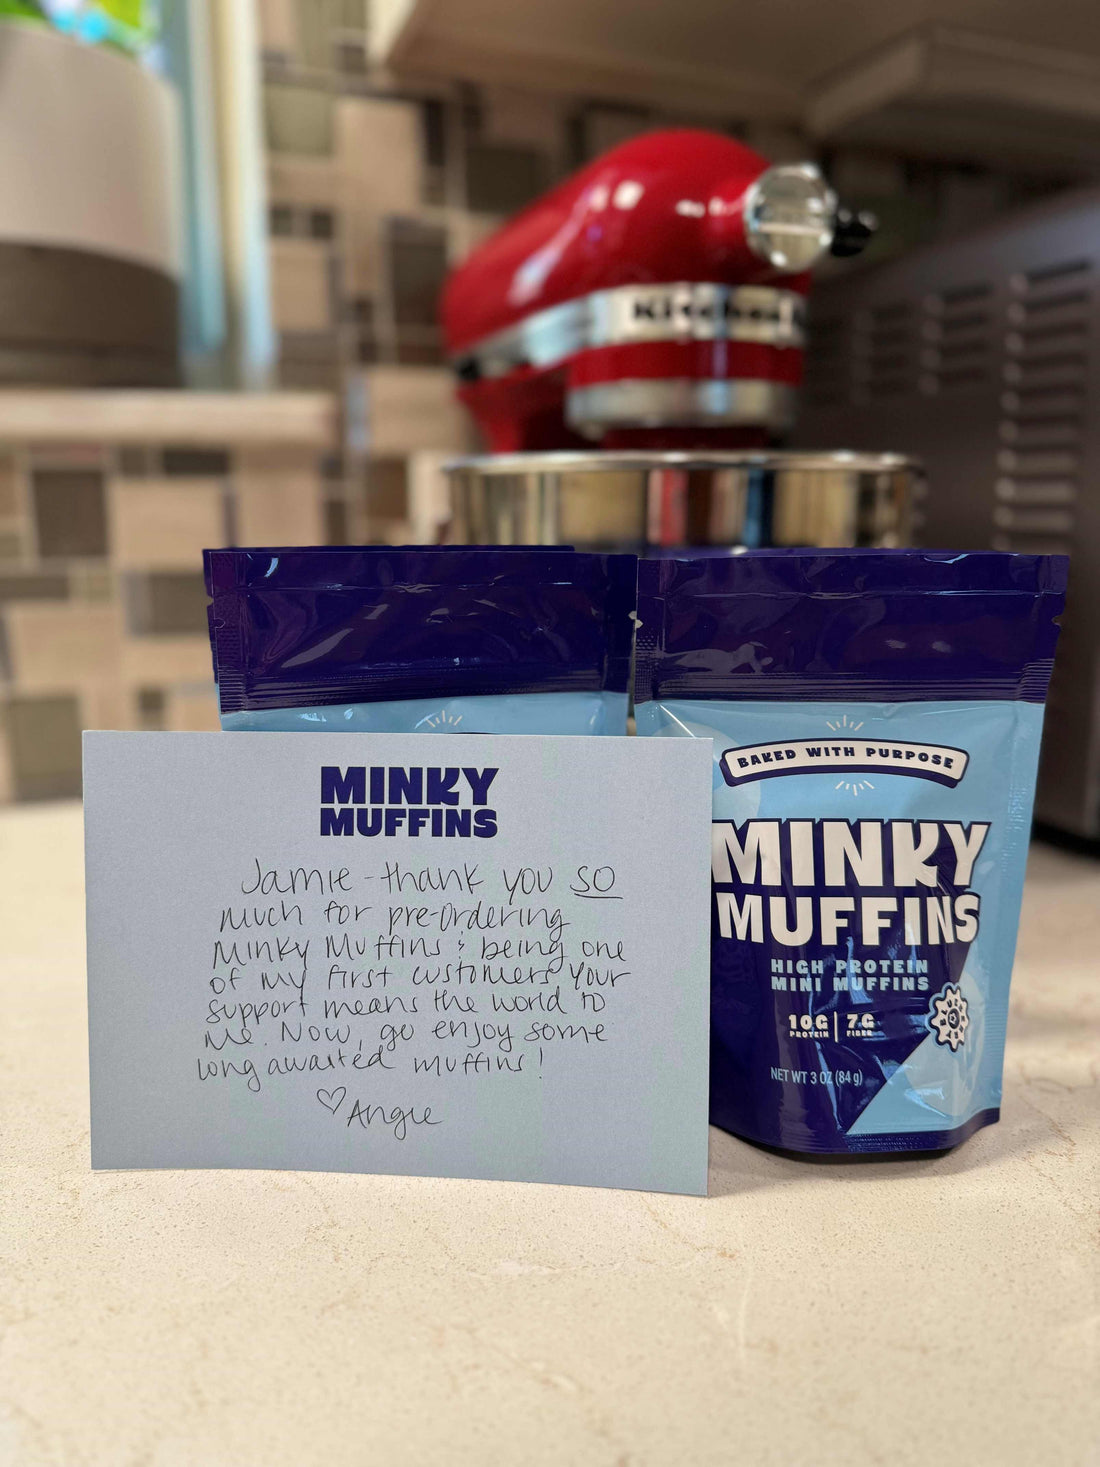 KitchenA
BAKED WITH PURPOSE
MINKY
MUFFINS
HIGH PROTEIN
MINI MUFFINS
10G PROTEIN | 7G FIBER
NET WT 3 OZ (84 g)
MINKY
MUFFINS
Jamie - thank you SO
much for pre-ordering
Minky Muffins & being one
of my first customers. Your
support means the world to
me. Now, go enjoy some
long awaited muffins!
♡ Angie